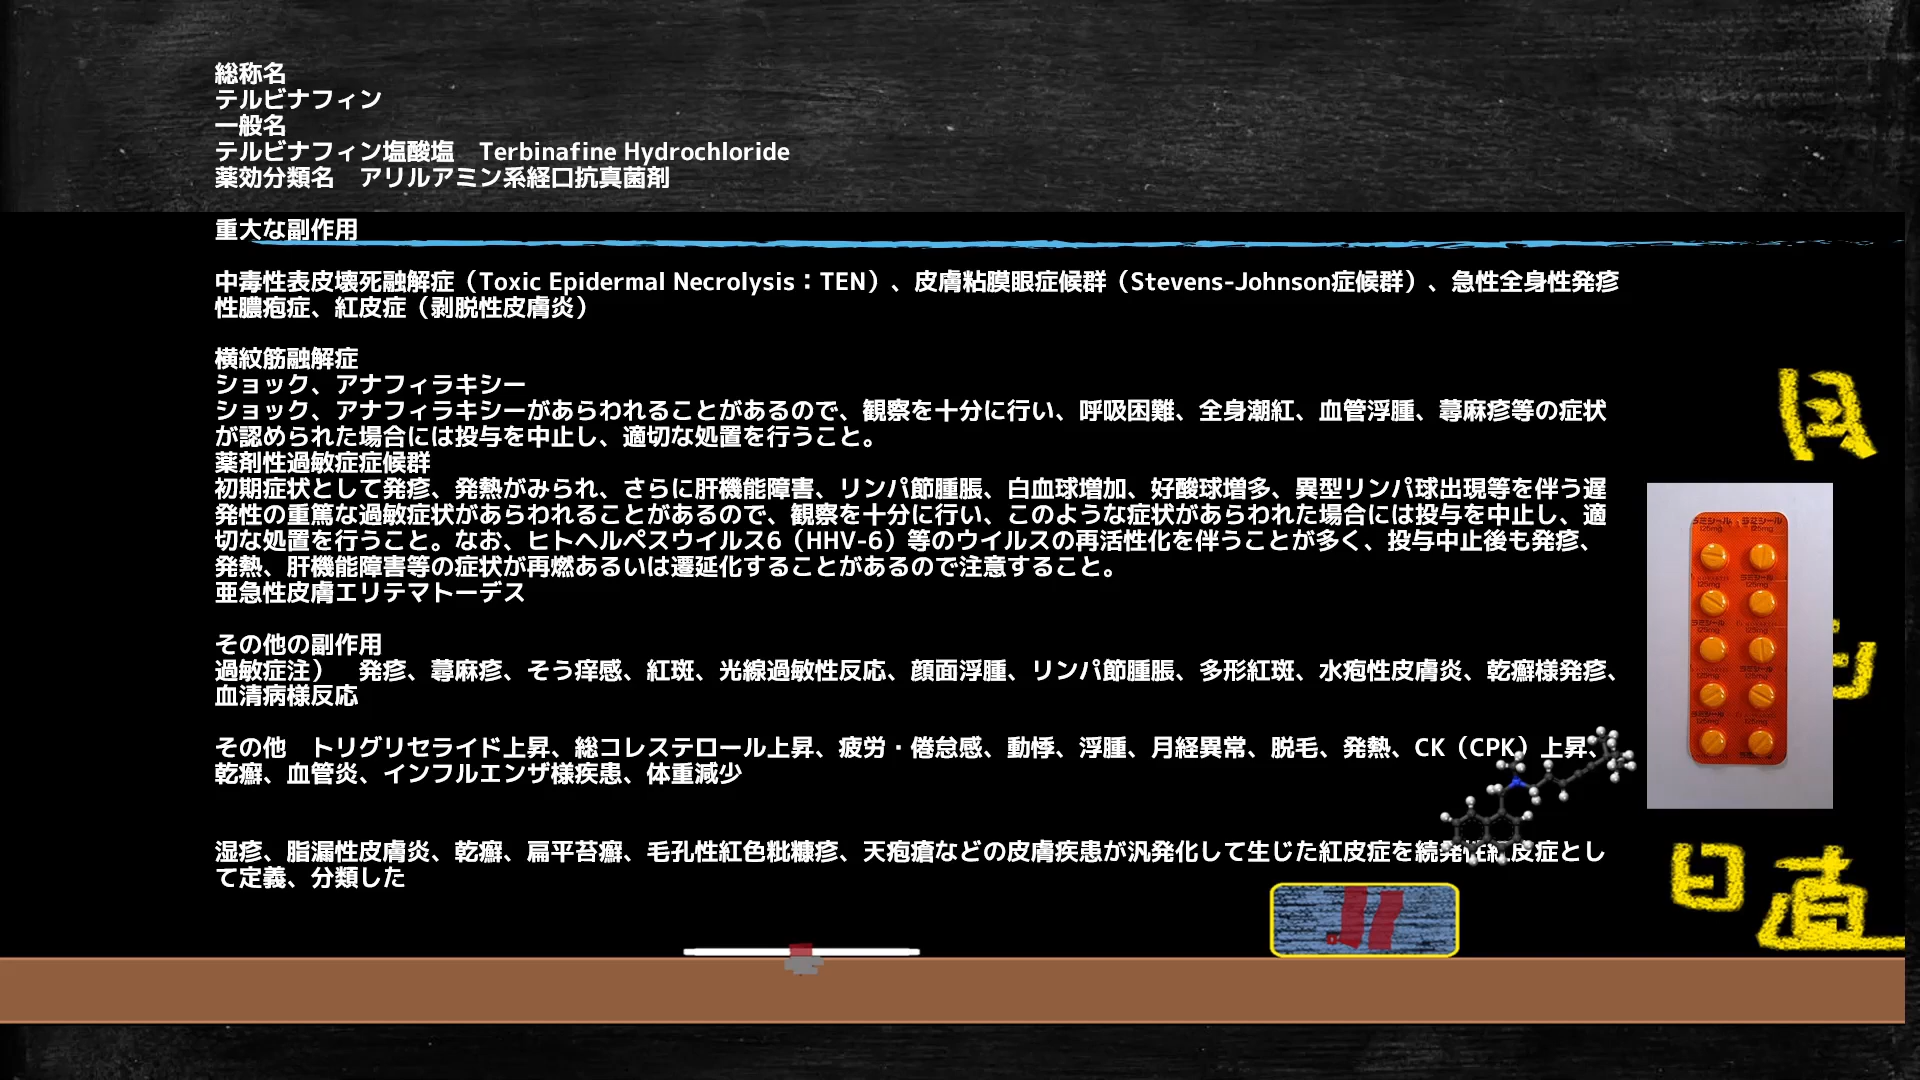 総称名
テルビナフィン
一般名
テルビナフィン塩酸塩　Terbinafine Hydrochloride
薬効分類名　アリルアミン系経口抗真菌剤
重大な副作用
中毒性表皮壊死融解症（Toxic Epidermal Necrolysis：TEN）、皮膚粘膜眼症候群（Stevens-Johnson症候群）、急性全身性発疹
性膿疱症、紅皮症（剥脱性皮膚炎）
横紋筋融解症
ショック、アナフィラキシー
ショック、アナフィラキシーがあらわれることがあるので、観察を十分に行い、呼吸困難、全身潮紅、血管浮腫、蕁麻疹等の症状
が認められた場合には投与を中止し、適切な処置を行うこと。
薬剤性過敏症症候群
初期症状として発疹、発熱がみられ、さらに肝機能障害、リンパ節腫脹、白血球増加、好酸球増多、異型リンパ球出現等を伴う遅
発性の重篤な過敏症状があらわれることがあるので、観察を十分に行い、このような症状があらわれた場合には投与を中止し、適
切な処置を行うこと。なお、ヒトヘルペスウイルス6（HHV-6）等のウイルスの再活性化を伴うことが多く、投与中止後も発疹、
発熱、肝機能障害等の症状が再燃あるいは遷延化することがあるので注意すること。
亜急性皮膚エリテマトーデス
その他の副作用
過敏症注）　発疹、蕁麻疹、そう痒感、紅斑、光線過敏性反応、顔面浮腫、リンパ節腫脹、多形紅斑、水疱性皮膚炎、乾癬様発疹、
血清病様反応
その他　トリグリセライド上昇、総コレステロール上昇、疲労・倦怠感、動悸、浮腫、月経異常、脱毛、発熱、CK（CPK）上昇、
乾癬、血管炎、インフルエンザ様疾患、体重減少
湿疹、脂漏性皮膚炎、乾癬、扁平苔癬、毛孔性紅色粃糠疹、天疱瘡などの皮膚疾患が汎発化して生じた紅皮症を続発性紅皮症とし
て定義、分類した
ラミシール ラミシール
125mg 125mg
日
日直